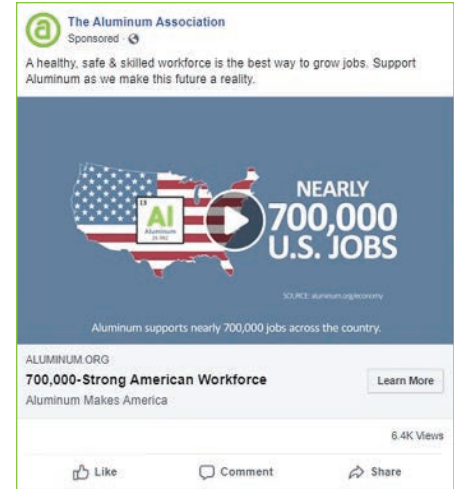 The Aluminum Association
Sponsored ·
A healthy, safe & skilled workforce is the best way to grow jobs. Support
Aluminum as we make this future a reality.
13
Al
Aluminum
26.982
NEARLY
700,000
U.S. JOBS
SOURCE: aluminum.org/economy
Aluminum supports nearly 700,000 jobs across the country.
ALUMINUM.ORG
700,000-Strong American Workforce
Learn More
Aluminum Makes America
6.4K Views
Like
Comment
Share